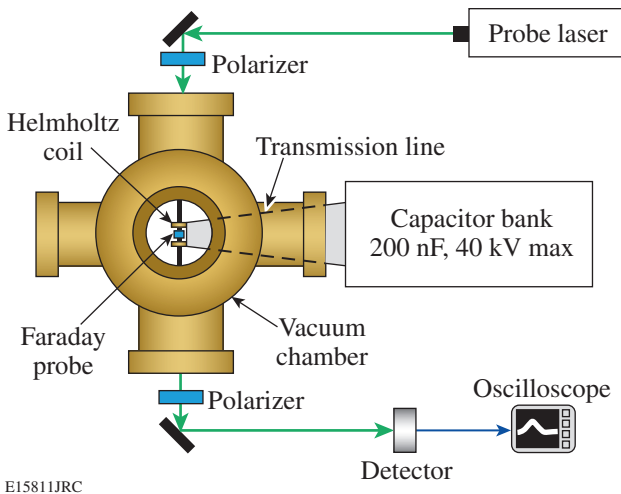 Probe laser
Polarizer
Helmholtz
coil
Transmission line
Capacitor bank
200 nF, 40 kV max
Faraday
probe
Vacuum
chamber
Polarizer
Oscilloscope
Detector
E15811JRC